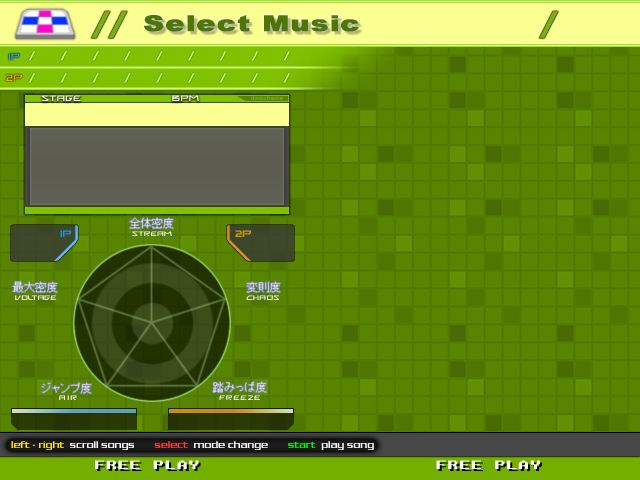 // Select Music /
1P / / / / / / / / /
2P / / / / / / / / /
STAGE BPM
1P 2P
全体密度
STREAM
最大密度 変則度
VOLTAGE CHAOS
ジャンプ度 踏みっぱ度
AIR FREEZE
left - right scroll songs select mode change start play song
FREE PLAY FREE PLAY